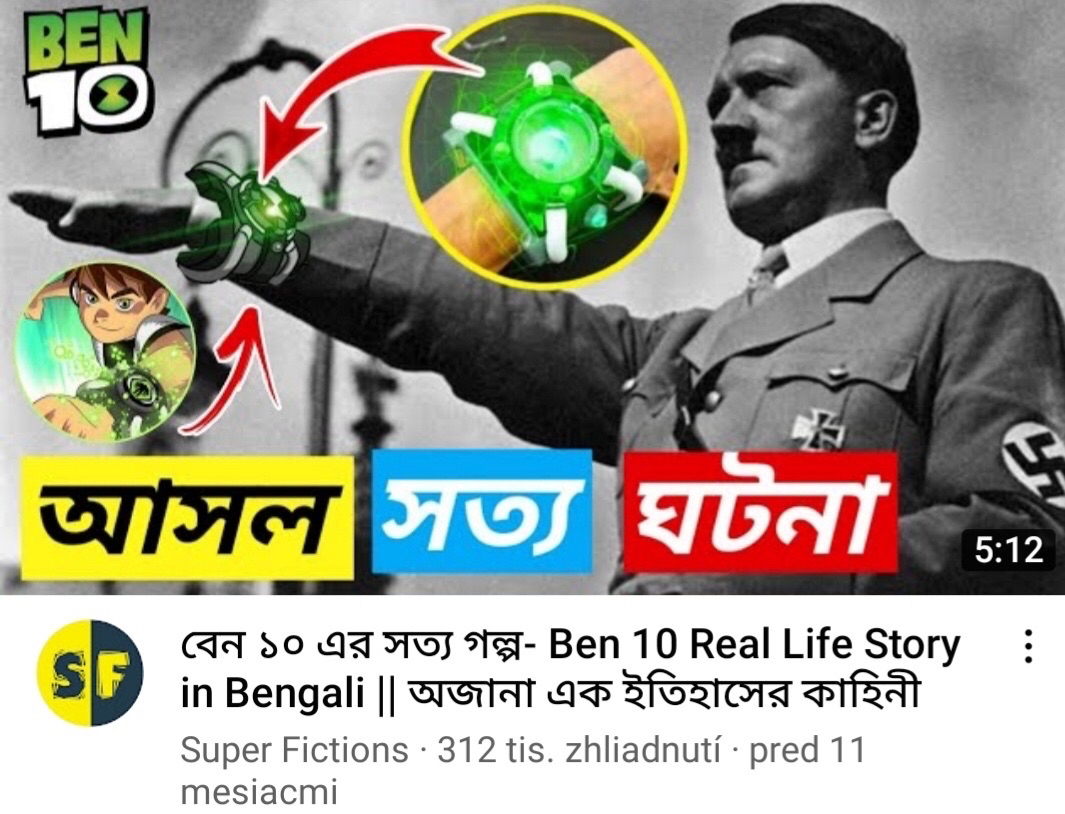 BEN
10
আসল সত্য ঘটনা
5:12
SF
বেন ১০ এর সত্য গল্প- Ben 10 Real Life Story
in Bengali || অজানা এক ইতিহাসের কাহিনী
Super Fictions · 312 tis. zhliadnutí · pred 11
mesiacmi